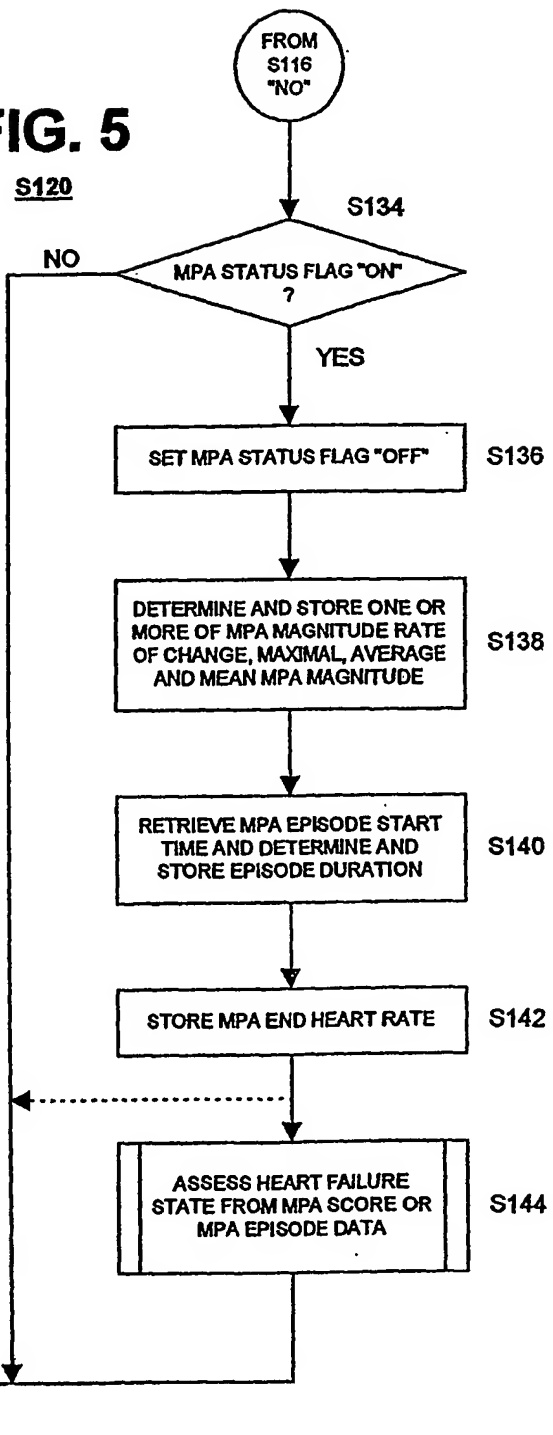 FROM
S116
"NO"
FIG. 5
S120
S134
NO
MPA STATUS FLAG "ON"
?
YES
SET MPA STATUS FLAG "OFF"
S136
DETERMINE AND STORE ONE OR
MORE OF MPA MAGNITUDE RATE
OF CHANGE, MAXIMAL, AVERAGE
AND MEAN MPA MAGNITUDE
S138
RETRIEVE MPA EPISODE START
TIME AND DETERMINE AND
STORE EPISODE DURATION
S140
STORE MPA END HEART RATE
S142
ASSESS HEART FAILURE
STATE FROM MPA SCORE OR
MPA EPISODE DATA
S144